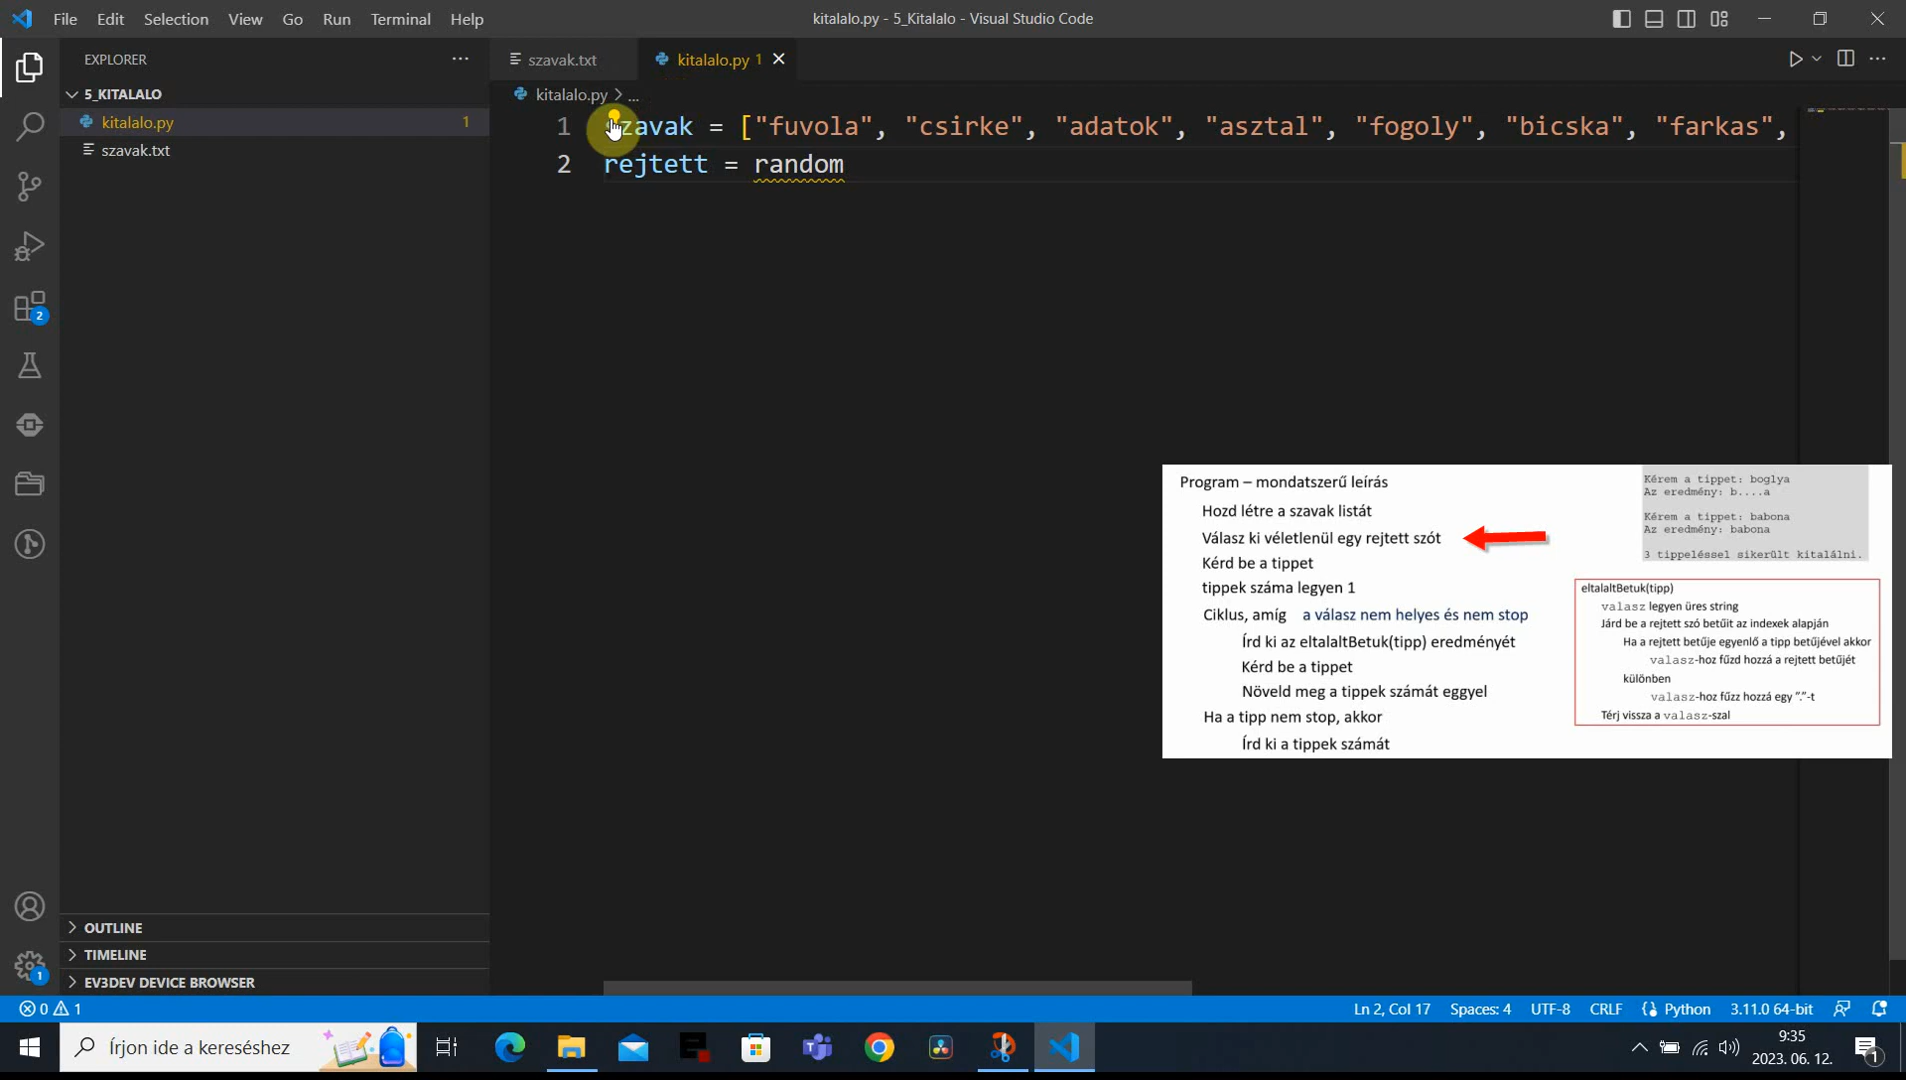 File Edit Selection View Go Run Terminal Help
kitalalo.py - 5_Kitalalo - Visual Studio Code
EXPLORER
5_KITALALO
kitalalo.py 1
szavak.txt
szavak.txt
kitalalo.py 1
kitalalo.py > ...
1 szavak = ["fuvola", "csirke", "adatok", "asztal", "fogoly", "bicska", "farkas",
2 rejtett = random
Program – mondatszerű leírás
Hozd létre a szavak listát
Válasz ki véletlenül egy rejtett szót
Kérd be a tippet
tippek száma legyen 1
Ciklus, amíg a válasz nem helyes és nem stop
Írd ki az eltalaltBetuk(tipp) eredményét
Kérd be a tippet
Növeld meg a tippek számát eggyel
Ha a tipp nem stop, akkor
Írd ki a tippek számát
Kérem a tippet: boglya
Az eredmény: b....a
Kérem a tippet: babona
Az eredmény: babona
3 tippeléssel sikerült kitalálni.
eltalaltBetuk(tipp)
valasz legyen üres string
Járd be a rejtett szó betűit az indexek alapján
Ha a rejtett betűje egyenlő a tipp betűjével akkor
valasz-hoz fűzd hozzá a rejtett betűjét
különben
valasz-hoz fűzz hozzá egy ”.”-t
Térj vissza a valasz-szal
2
1
OUTLINE
TIMELINE
EV3DEV DEVICE BROWSER
0 1
Ln 2, Col 17 Spaces: 4 UTF-8 CRLF Python 3.11.0 64-bit
Írjon ide a kereséshez
9:35
2023. 06. 12.
1